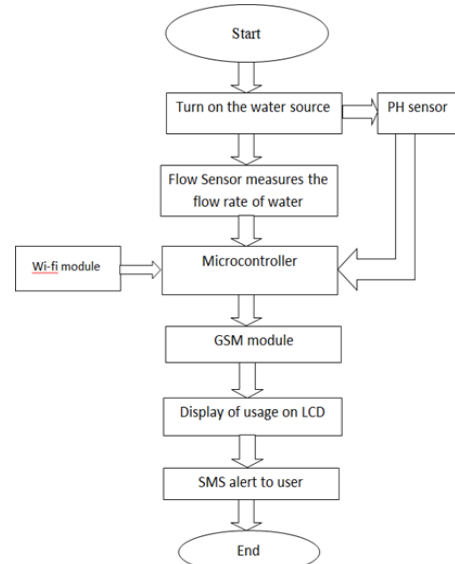 Start
Turn on the water source
PH sensor
Flow Sensor measures the
flow rate of water
Wi-fi module
Microcontroller
GSM module
Display of usage on LCD
SMS alert to user
End